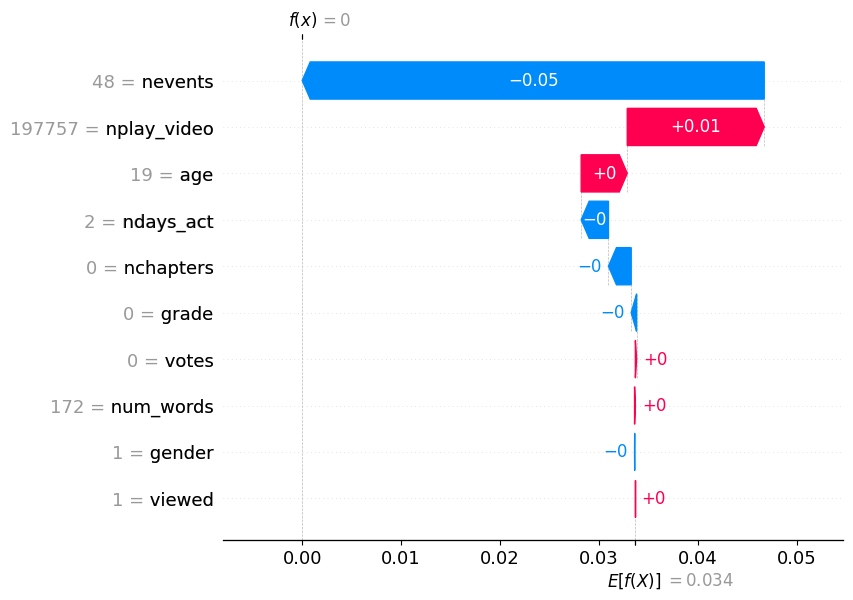 f(x) = 0
48 = nevents
−0.05
197757 = nplay_video
+0.01
19 = age
+0
2 = ndays_act
−0
0 = nchapters
−0
0 = grade
−0
0 = votes
+0
172 = num_words
+0
1 = gender
−0
1 = viewed
+0
0.00 0.01 0.02 0.03 0.04 0.05
E[f(X)] = 0.034